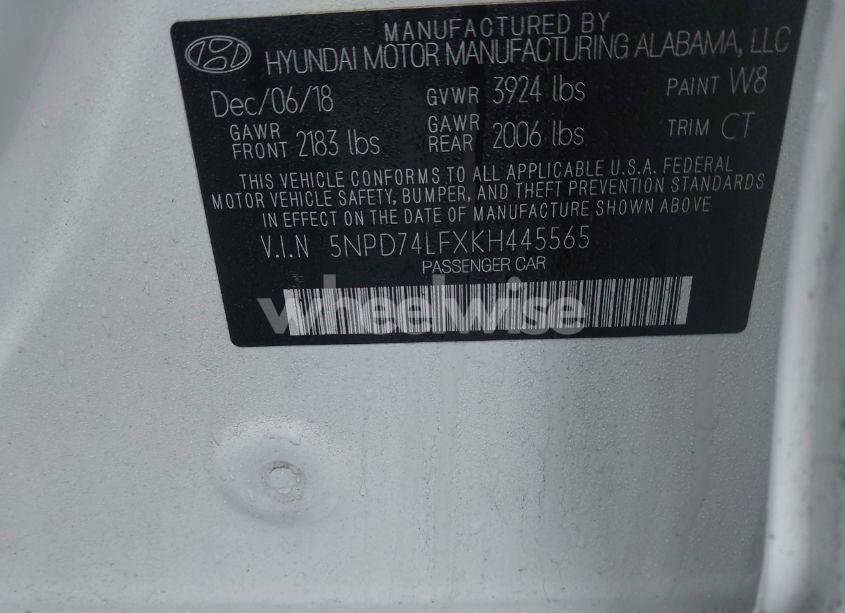 MANUFACTURED BY
HYUNDAI MOTOR MANUFACTURING ALABAMA, LLC
Dec/06/18 GVWR 3924 lbs PAINT W8
GAWR FRONT 2183 lbs GAWR REAR 2006 lbs TRIM CT
THIS VEHICLE CONFORMS TO ALL APPLICABLE U.S.A. FEDERAL
MOTOR VEHICLE SAFETY, BUMPER, AND THEFT PREVENTION STANDARDS
IN EFFECT ON THE DATE OF MANUFACTURE SHOWN ABOVE
V.I.N 5NPD74LFXKH445565
PASSENGER CAR
wheelwise